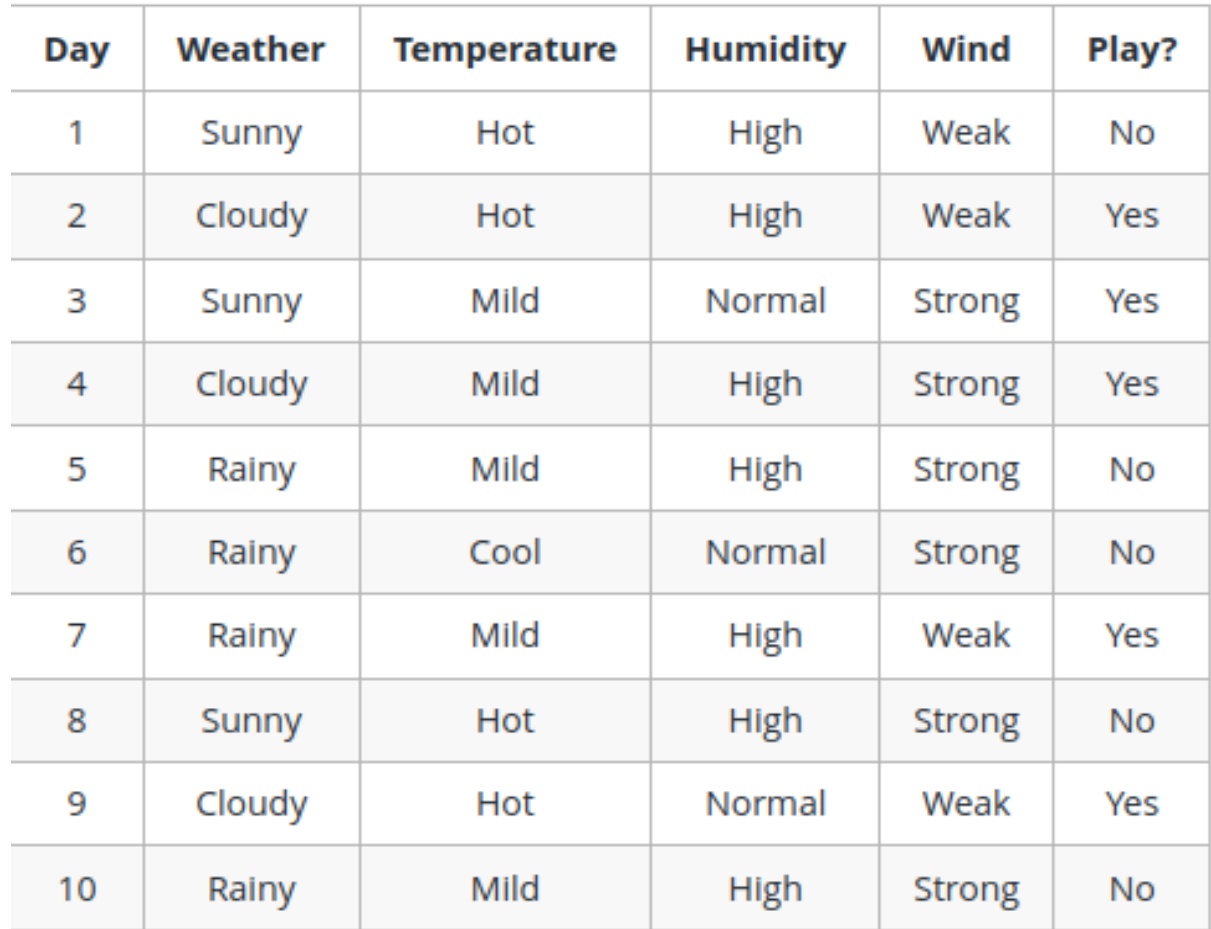 Day Weather Temperature Humidity Wind Play?
1 Sunny Hot High Weak No
2 Cloudy Hot High Weak Yes
3 Sunny Mild Normal Strong Yes
4 Cloudy Mild High Strong Yes
5 Rainy Mild High Strong No
6 Rainy Cool Normal Strong No
7 Rainy Mild High Weak Yes
8 Sunny Hot High Strong No
9 Cloudy Hot Normal Weak Yes
10 Rainy Mild High Strong No